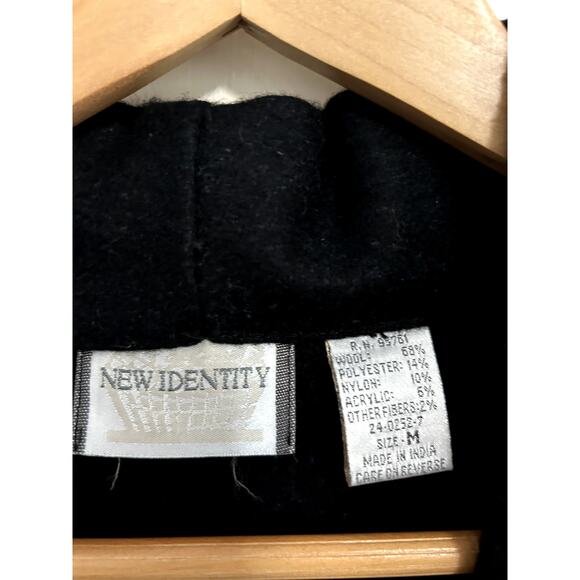 NEW IDENTITY
R.N. 93761
WOOL: 68%
POLYESTER: 14%
NYLON: 10%
ACRYLIC: 6%
OTHER FIBERS: 2%
24-0252-7
SIZE - M
MADE IN INDIA
CARE ON REVERSE